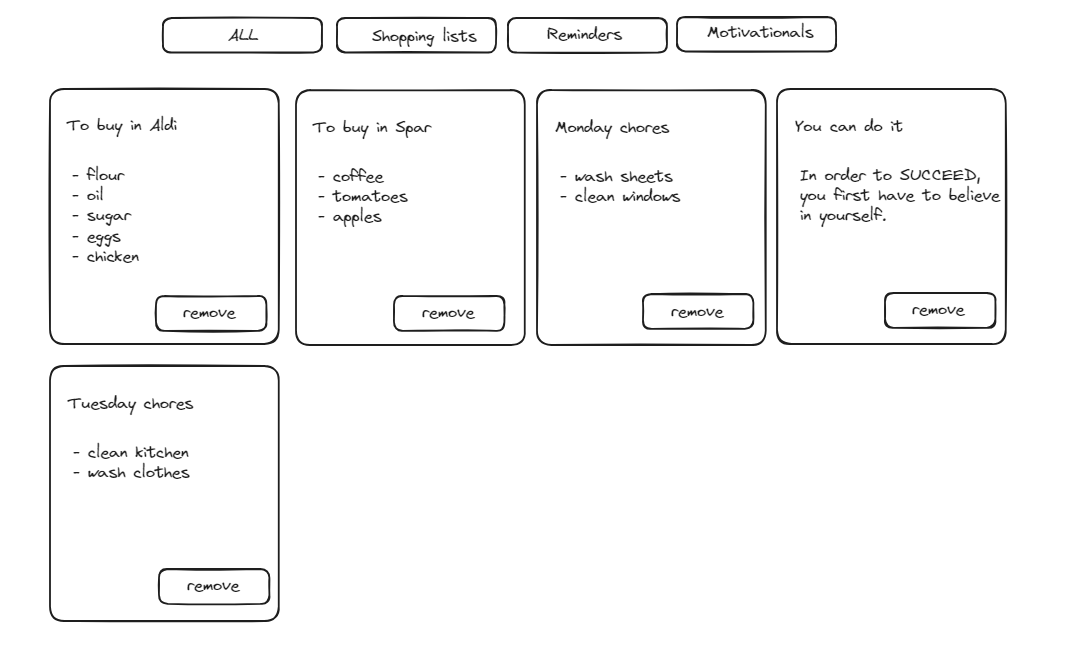 ALL
Shopping lists
Reminders
Motivationals
To buy in Aldi
- flour
- oil
- sugar
- eggs
- chicken
remove
To buy in Spar
- coffee
- tomatoes
- apples
remove
Monday chores
- wash sheets
- clean windows
remove
You can do it
In order to SUCCEED,
you first have to believe
in yourself.
remove
Tuesday chores
- clean kitchen
- wash clothes
remove